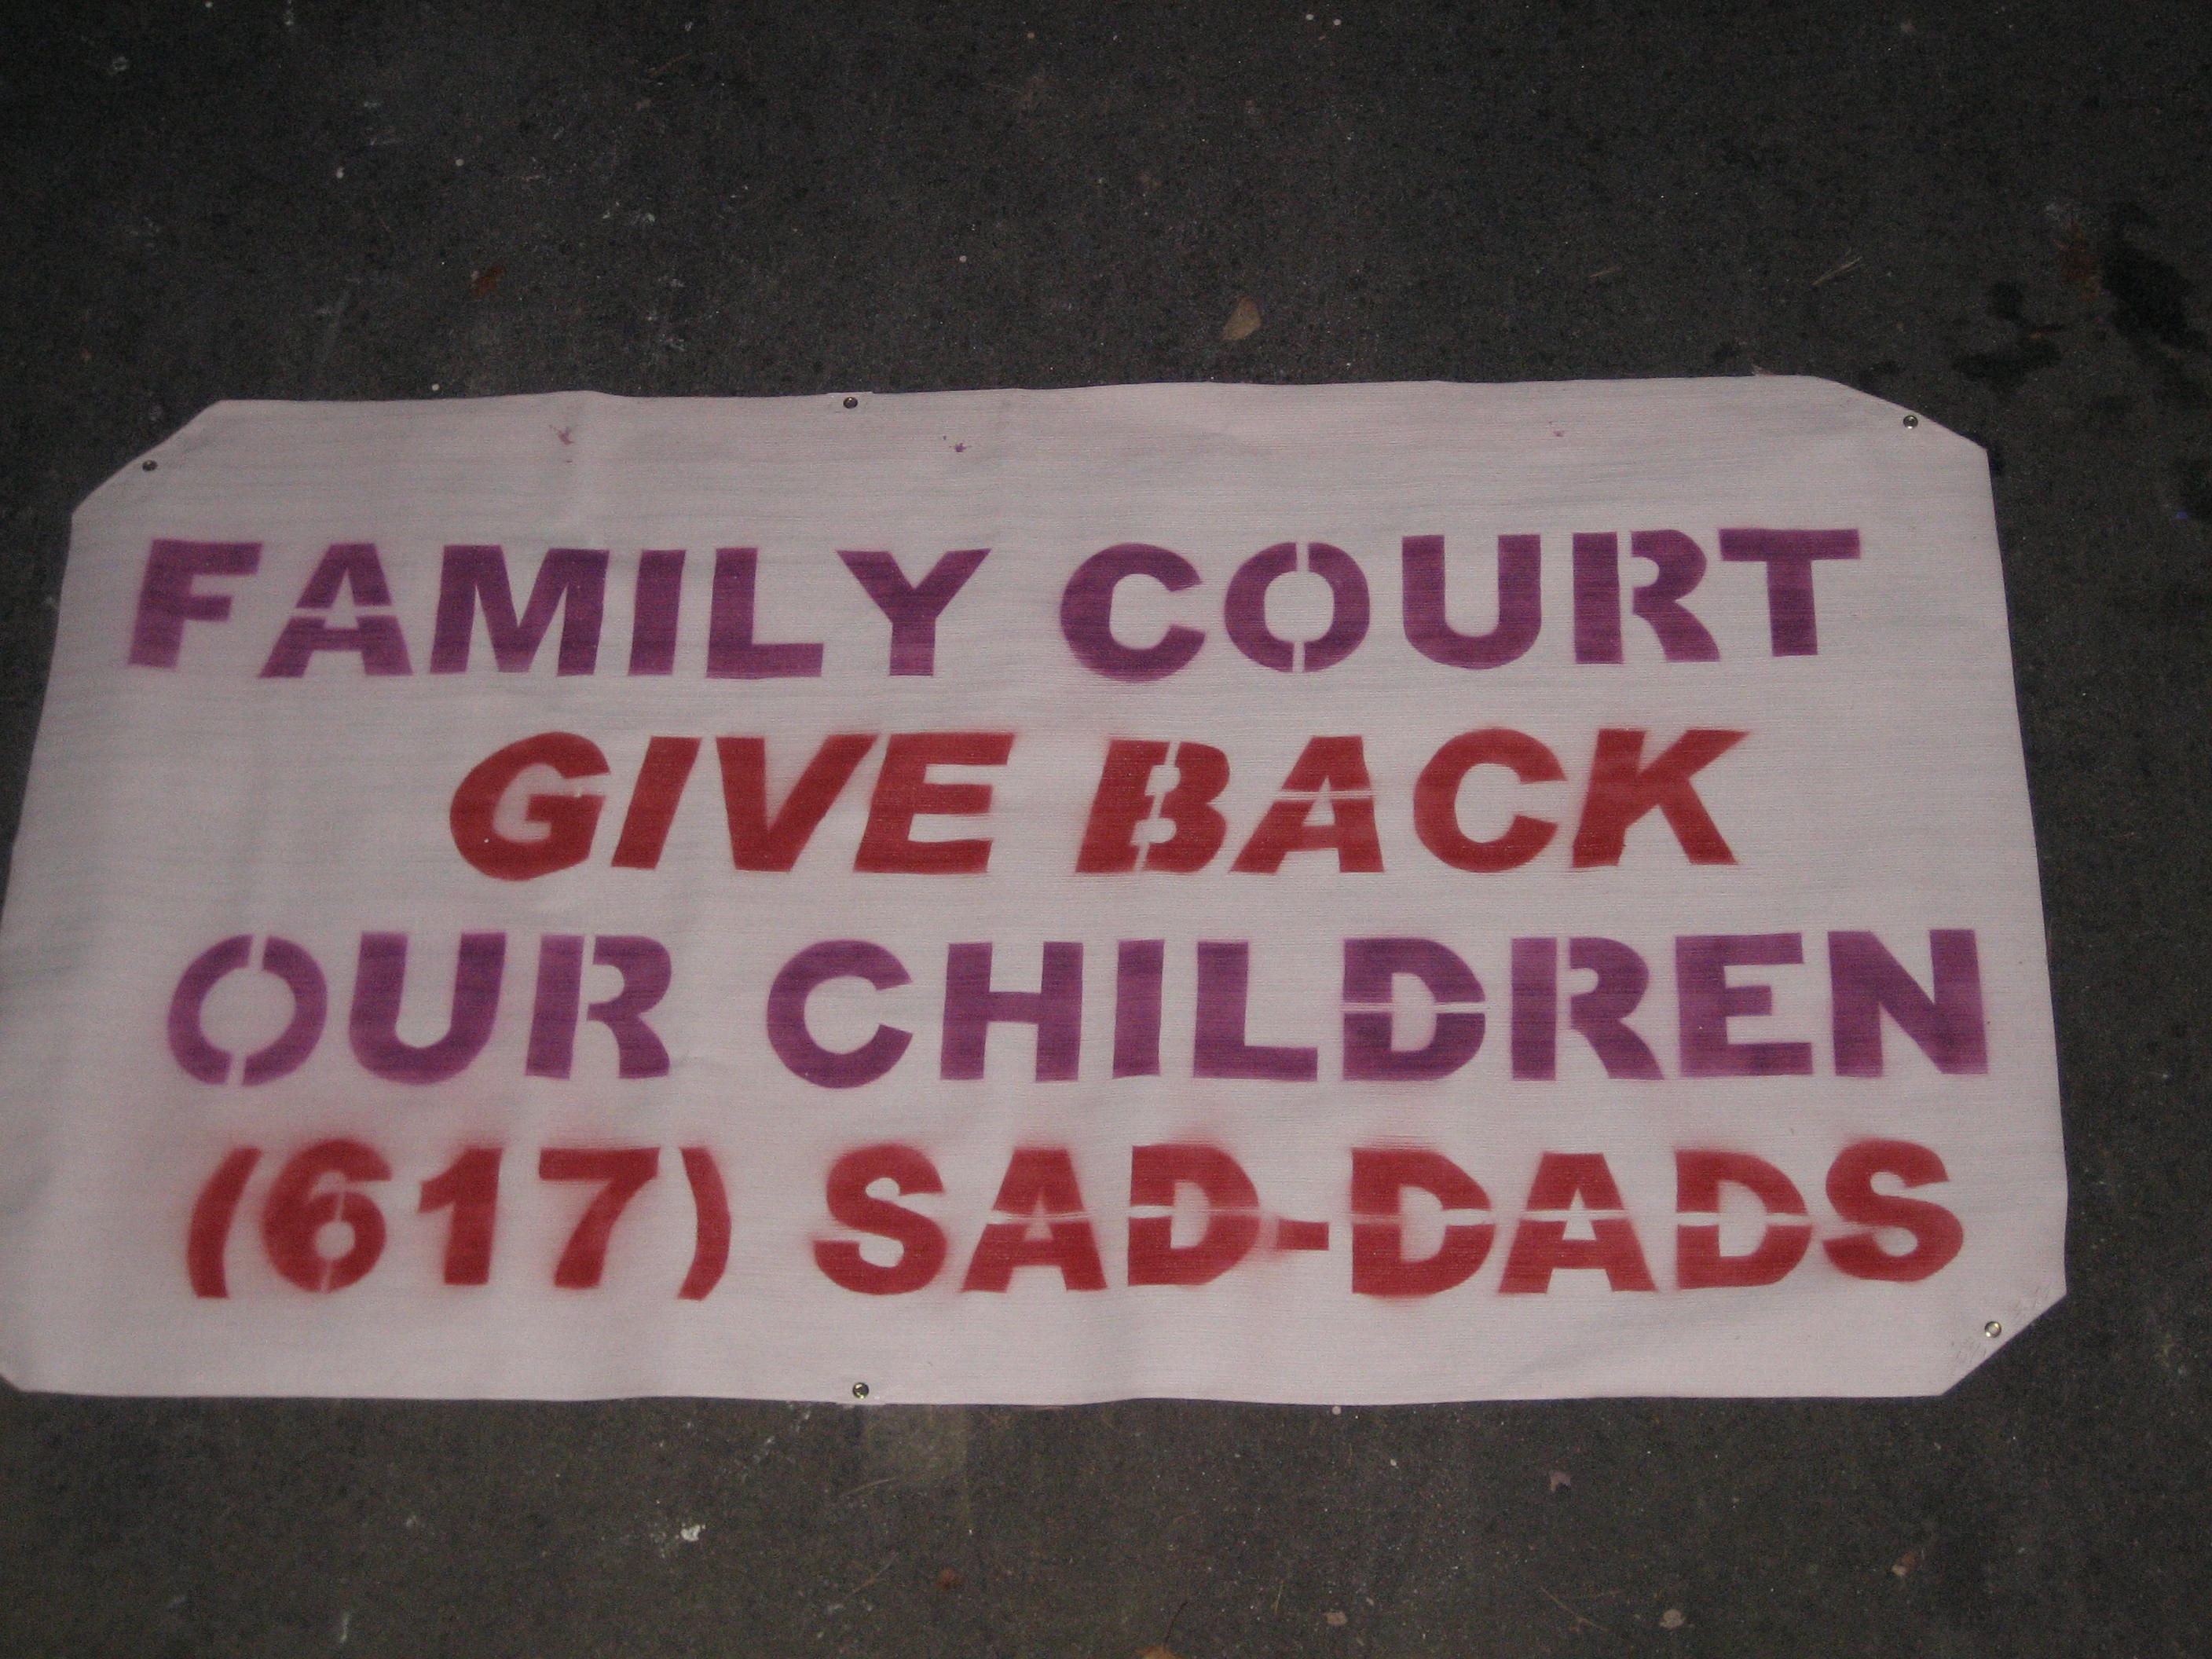 FAMILY COURT
GIVE BACK
OUR CHILDREN
(617) SAD-DADS